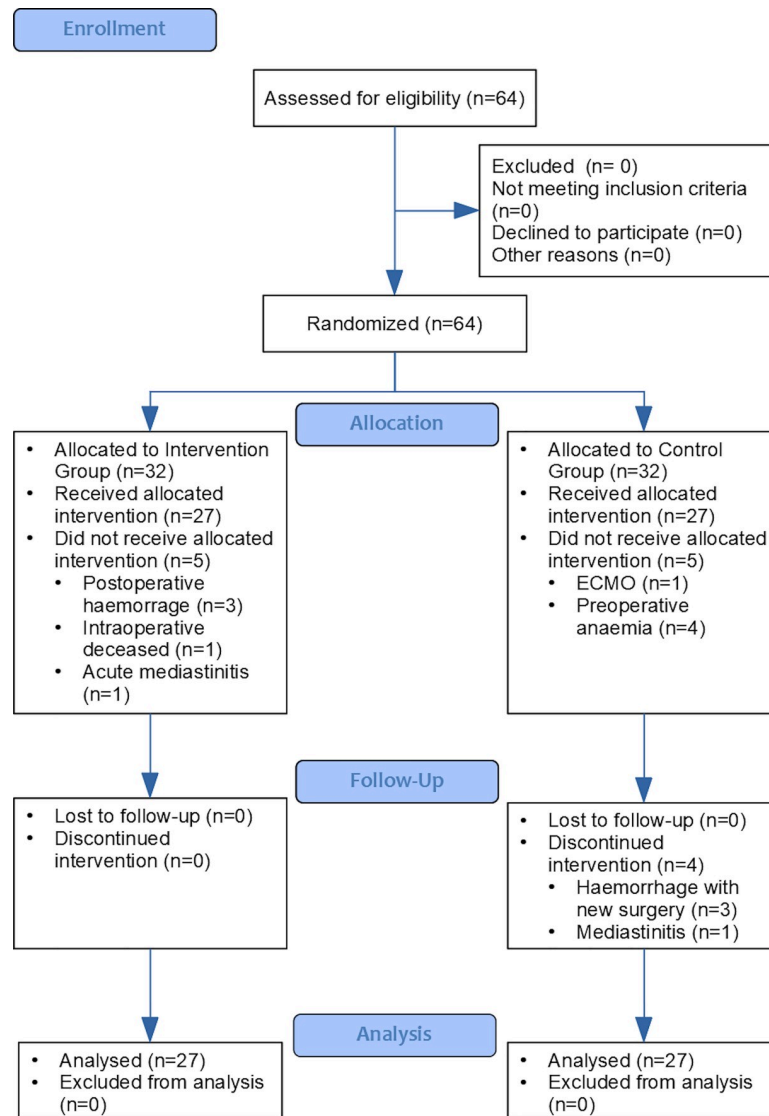 Enrollment
Assessed for eligibility (n=64)
Excluded (n= 0)
Not meeting inclusion criteria
(n=0)
Declined to participate (n=0)
Other reasons (n=0)
Randomized (n=64)
Allocation
• Allocated to Intervention
Group (n=32)
• Received allocated
intervention (n=27)
• Did not receive allocated
intervention (n=5)
• Postoperative
haemorrage (n=3)
• Intraoperative
deceased (n=1)
• Acute mediastinitis
(n=1)
• Allocated to Control
Group (n=32)
• Received allocated
intervention (n=27)
• Did not receive allocated
intervention (n=5)
• ECMO (n=1)
• Preoperative
anaemia (n=4)
Follow-Up
• Lost to follow-up (n=0)
• Discontinued
intervention (n=0)
• Lost to follow-up (n=0)
• Discontinued
intervention (n=4)
• Haemorrhage with
new surgery (n=3)
• Mediastinitis (n=1)
Analysis
• Analysed (n=27)
• Excluded from analysis
(n=0)
• Analysed (n=27)
• Excluded from analysis
(n=0)